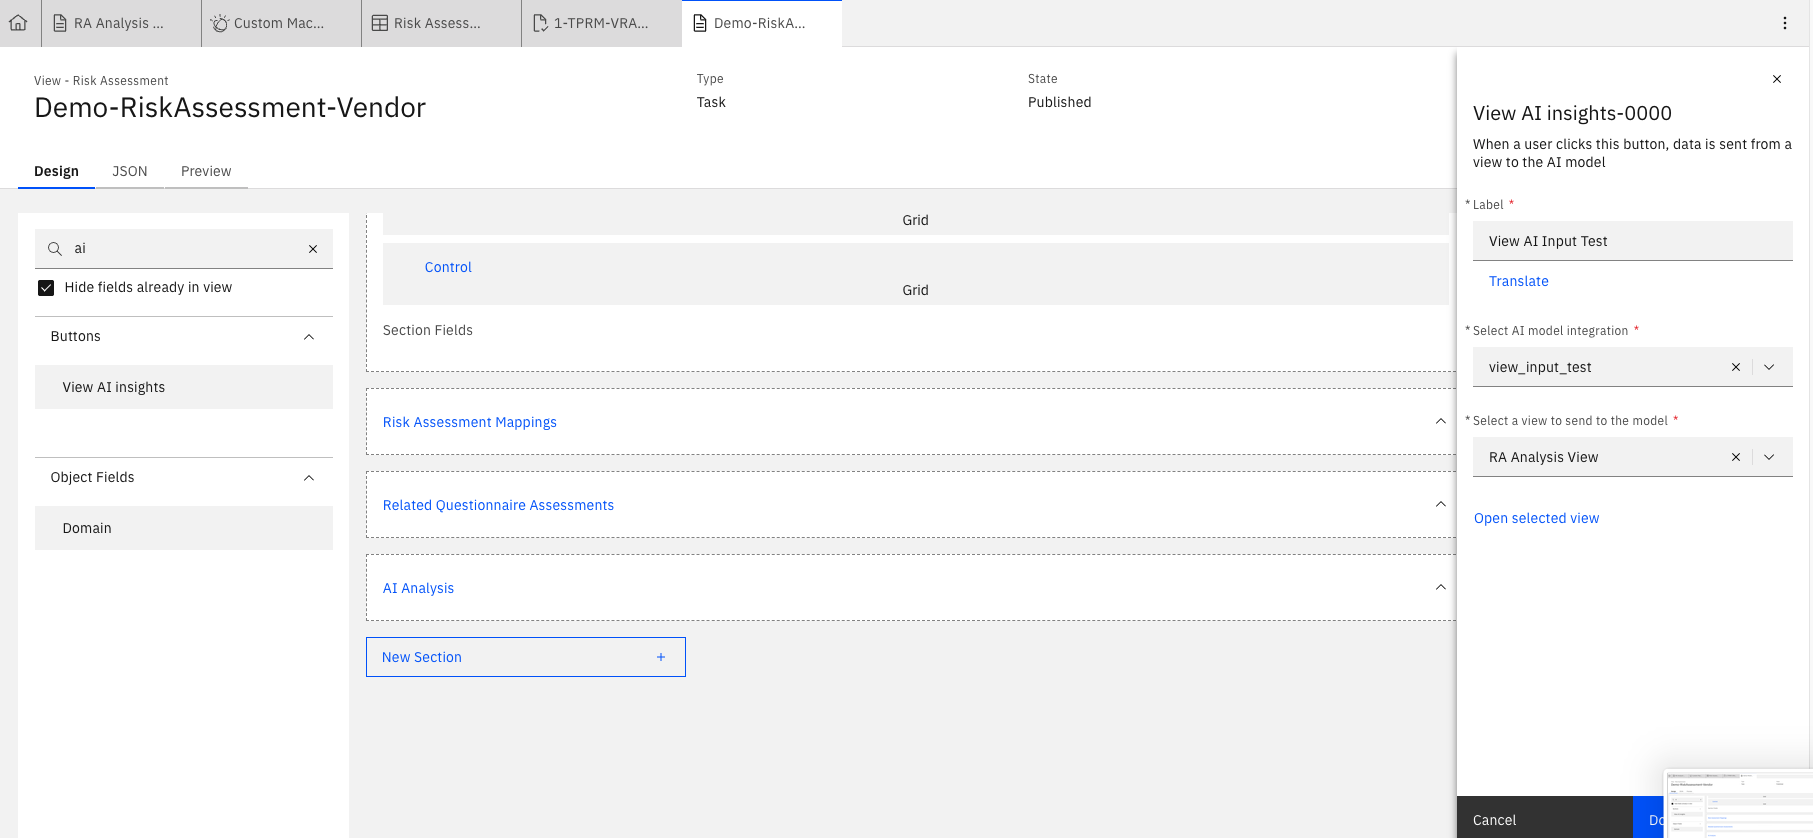 RA Analysis ...
Custom Mac...
Risk Assess...
1-TPRM-VRA...
Demo-RiskA...
View - Risk Assessment
Demo-RiskAssessment-Vendor
Type
Task
State
Published
Design
JSON
Preview
ai
Hide fields already in view
Buttons
View AI insights
Object Fields
Domain
Grid
Control
Grid
Section Fields
Risk Assessment Mappings
Related Questionnaire Assessments
AI Analysis
New Section
View AI insights-0000
When a user clicks this button, data is sent from a
view to the AI model
* Label *
View AI Input Test
Translate
* Select AI model integration *
view_input_test
* Select a view to send to the model *
RA Analysis View
Open selected view
Cancel